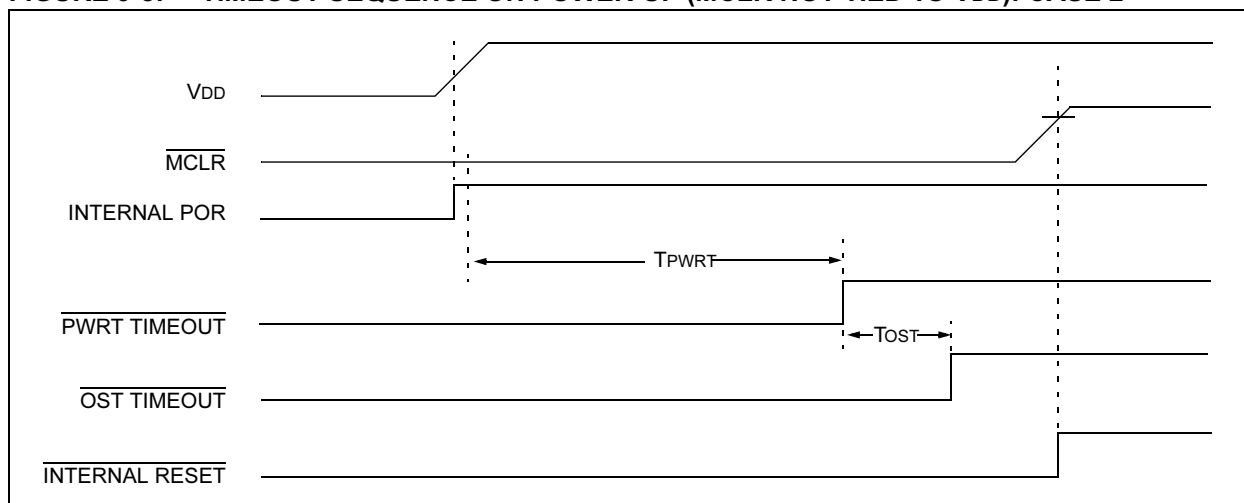 VDD
MCLR
INTERNAL POR
TPWRT
PWRT TIMEOUT
TOST
OST TIMEOUT
INTERNAL RESET